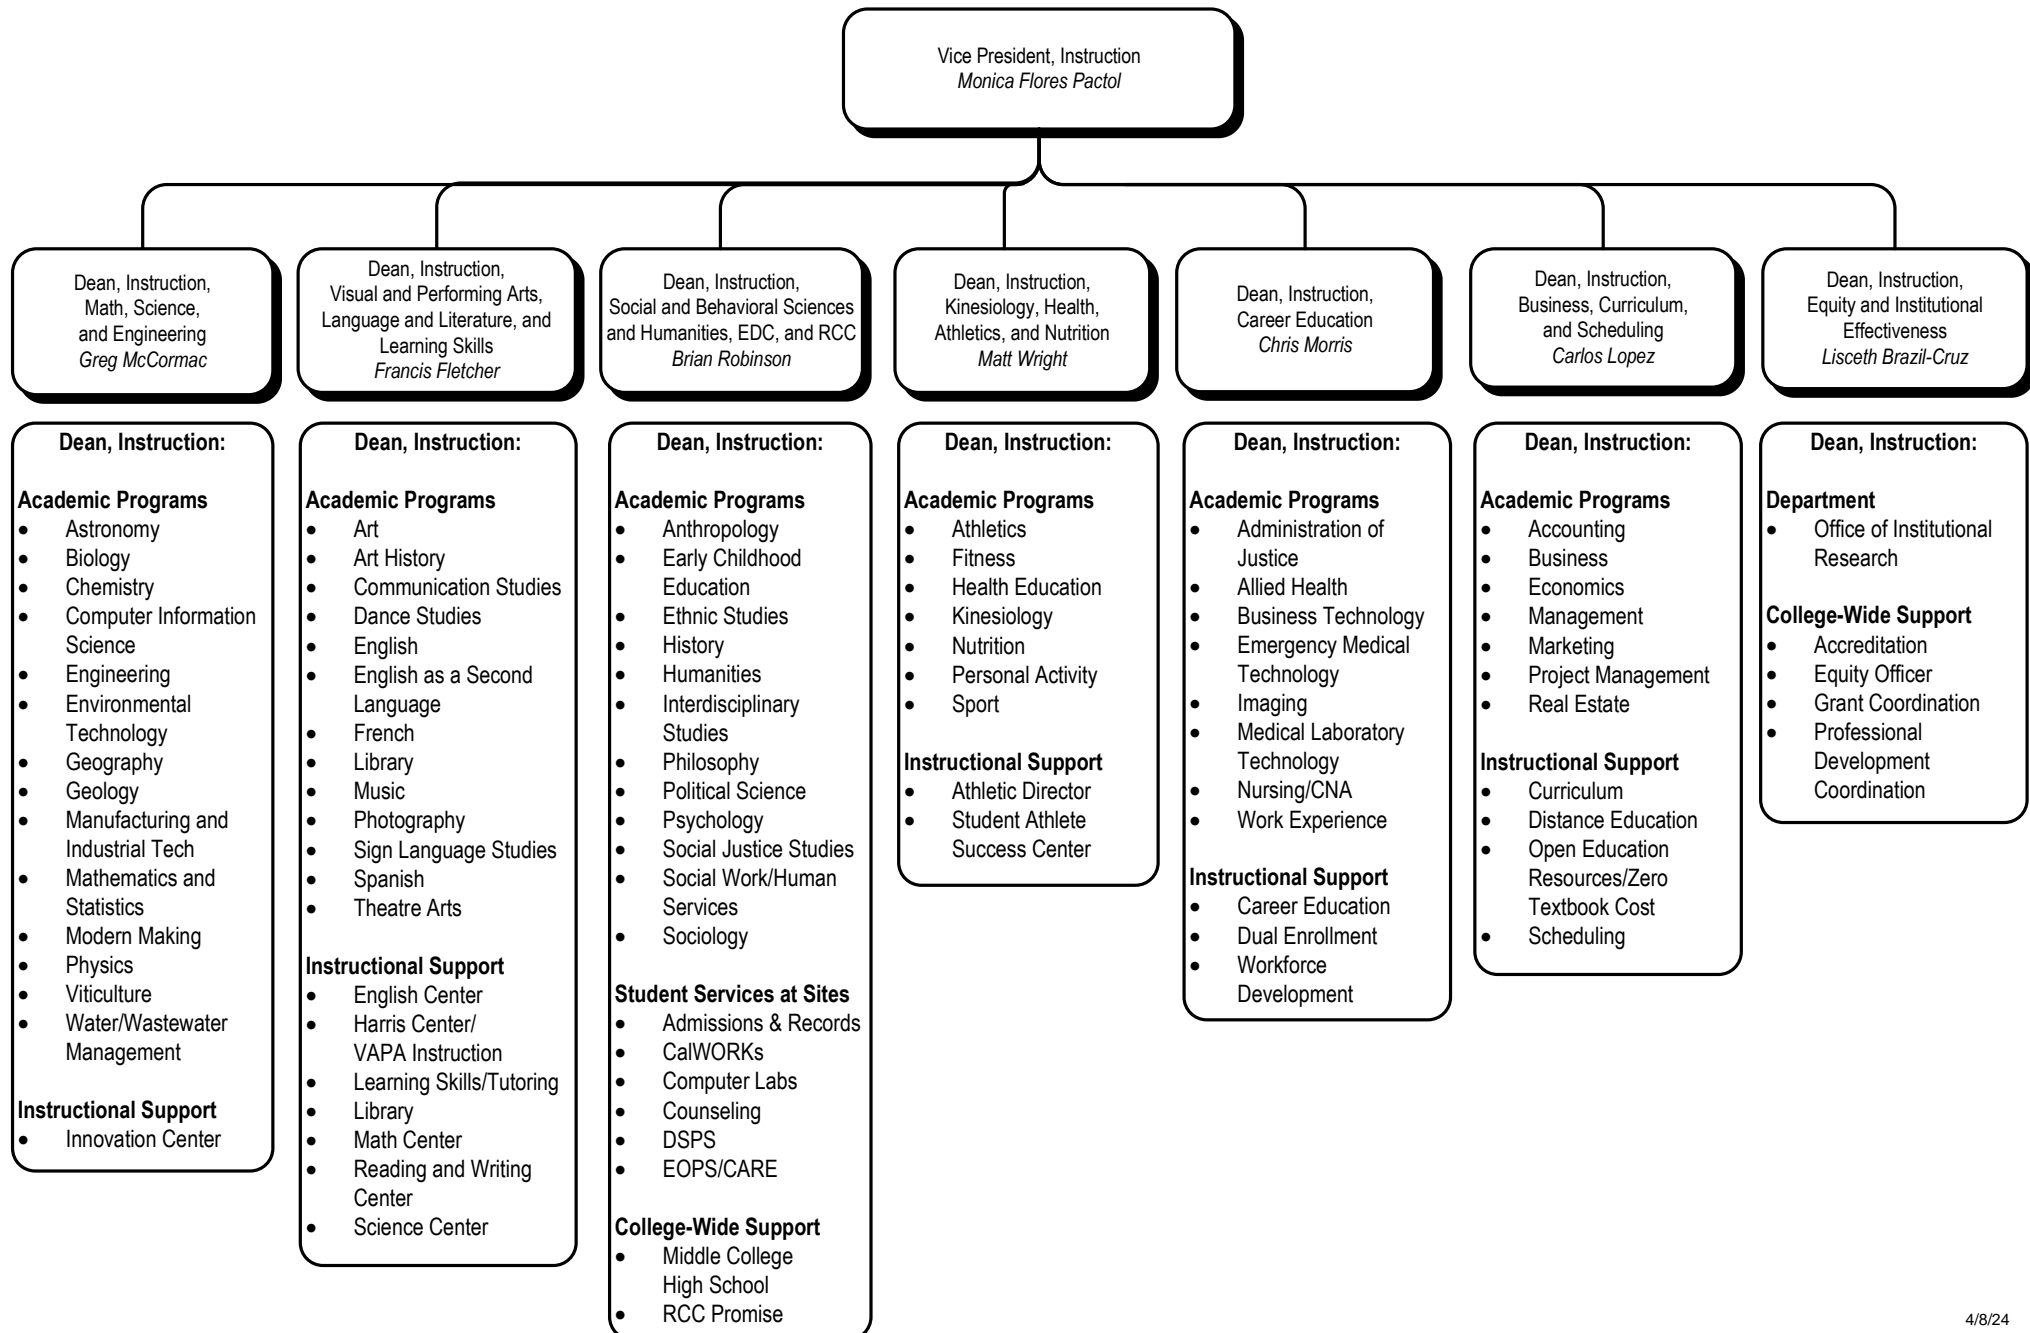 Vice President, Instruction
Monica Flores Pactol
Dean, Instruction,
Math, Science,
and Engineering
Greg McCormac
Dean, Instruction,
Visual and Performing Arts,
Language and Literature, and
Learning Skills
Francis Fletcher
Dean, Instruction,
Social and Behavioral Sciences
and Humanities, EDC, and RCC
Brian Robinson
Dean, Instruction,
Kinesiology, Health,
Athletics, and Nutrition
Matt Wright
Dean, Instruction,
Career Education
Chris Morris
Dean, Instruction,
Business, Curriculum,
and Scheduling
Carlos Lopez
Dean, Instruction,
Equity and Institutional
Effectiveness
Lisceth Brazil-Cruz
Dean, Instruction:
Academic Programs
• Astronomy
• Biology
• Chemistry
• Computer Information
Science
• Engineering
• Environmental
Technology
• Geography
• Geology
• Manufacturing and
Industrial Tech
• Mathematics and
Statistics
• Modern Making
• Physics
• Viticulture
• Water/Wastewater
Management
Instructional Support
• Innovation Center
Dean, Instruction:
Academic Programs
• Art
• Art History
• Communication Studies
• Dance Studies
• English
• English as a Second
Language
• French
• Library
• Music
• Photography
• Sign Language Studies
• Spanish
• Theatre Arts
Instructional Support
• English Center
• Harris Center/
VAPA Instruction
• Learning Skills/Tutoring
• Library
• Math Center
• Reading and Writing
Center
• Science Center
Dean, Instruction:
Academic Programs
• Anthropology
• Early Childhood
Education
• Ethnic Studies
• History
• Humanities
• Interdisciplinary
Studies
• Philosophy
• Political Science
• Psychology
• Social Justice Studies
• Social Work/Human
Services
• Sociology
Student Services at Sites
• Admissions & Records
• CalWORKs
• Computer Labs
• Counseling
• DSPS
• EOPS/CARE
College-Wide Support
• Middle College
High School
• RCC Promise
Dean, Instruction:
Academic Programs
• Athletics
• Fitness
• Health Education
• Kinesiology
• Nutrition
• Personal Activity
• Sport
Instructional Support
• Athletic Director
• Student Athlete
Success Center
Dean, Instruction:
Academic Programs
• Administration of
Justice
• Allied Health
• Business Technology
• Emergency Medical
Technology
• Imaging
• Medical Laboratory
Technology
• Nursing/CNA
• Work Experience
Instructional Support
• Career Education
• Dual Enrollment
• Workforce
Development
Dean, Instruction:
Academic Programs
• Accounting
• Business
• Economics
• Management
• Marketing
• Project Management
• Real Estate
Instructional Support
• Curriculum
• Distance Education
• Open Education
Resources/Zero
Textbook Cost
• Scheduling
Dean, Instruction:
Department
• Office of Institutional
Research
College-Wide Support
• Accreditation
• Equity Officer
• Grant Coordination
• Professional
Development
Coordination
4/8/24